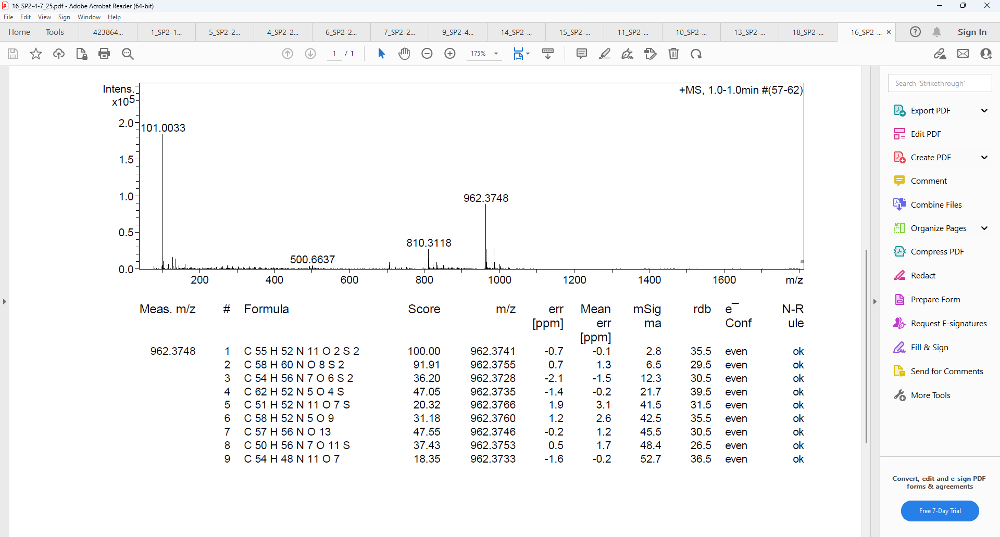 16_SP2-4-7_25.pdf - Adobe Acrobat Reader (64-bit)
File Edit View Sign Window Help
Home Tools 423864... 1_SP2-1... 5_SP2-2... 4_SP2-2... 6_SP2-2... 7_SP2-2... 9_SP2-4... 14_SP2-... 15_SP2-... 11_SP2-... 10_SP2-... 13_SP2-... 18_SP2-... 16_SP2-... Sign In
1 / 1 175%
Intens.
x10⁵
+MS, 1.0-1.0min #(57-62)
2.0
1.5
1.0
0.5
0.0
101.0033
962.3748
810.3118
500.6637
200 400 600 800 1000 1200 1400 1600 m/z
Meas. m/z # Formula Score m/z err [ppm] Mean err [ppm] mSigma rdb e⁻ Conf N-Rule
962.3748 1 C 55 H 52 N 11 O 2 S 2 100.00 962.3741 -0.7 -0.1 2.8 35.5 even ok
2 C 58 H 60 N O 8 S 2 91.91 962.3755 0.7 1.3 6.5 29.5 even ok
3 C 54 H 56 N 7 O 6 S 2 36.20 962.3728 -2.1 -1.5 12.3 30.5 even ok
4 C 62 H 52 N 5 O 4 S 47.05 962.3735 -1.4 -0.2 21.7 39.5 even ok
5 C 51 H 52 N 11 O 7 S 20.32 962.3766 1.9 3.1 41.5 31.5 even ok
6 C 58 H 52 N 5 O 9 31.18 962.3760 1.2 2.6 42.5 35.5 even ok
7 C 57 H 56 N O 13 47.55 962.3746 -0.2 1.2 45.5 30.5 even ok
8 C 50 H 56 N 7 O 11 S 37.43 962.3753 0.5 1.7 48.4 26.5 even ok
9 C 54 H 48 N 11 O 7 18.35 962.3733 -1.6 -0.2 52.7 36.5 even ok
Search 'Strikethrough'
Export PDF
Edit PDF
Create PDF
Comment
Combine Files
Organize Pages
Compress PDF
Redact
Prepare Form
Request E-signatures
Fill & Sign
Send for Comments
More Tools
Convert, edit and e-sign PDF
forms & agreements
Free 7-Day Trial